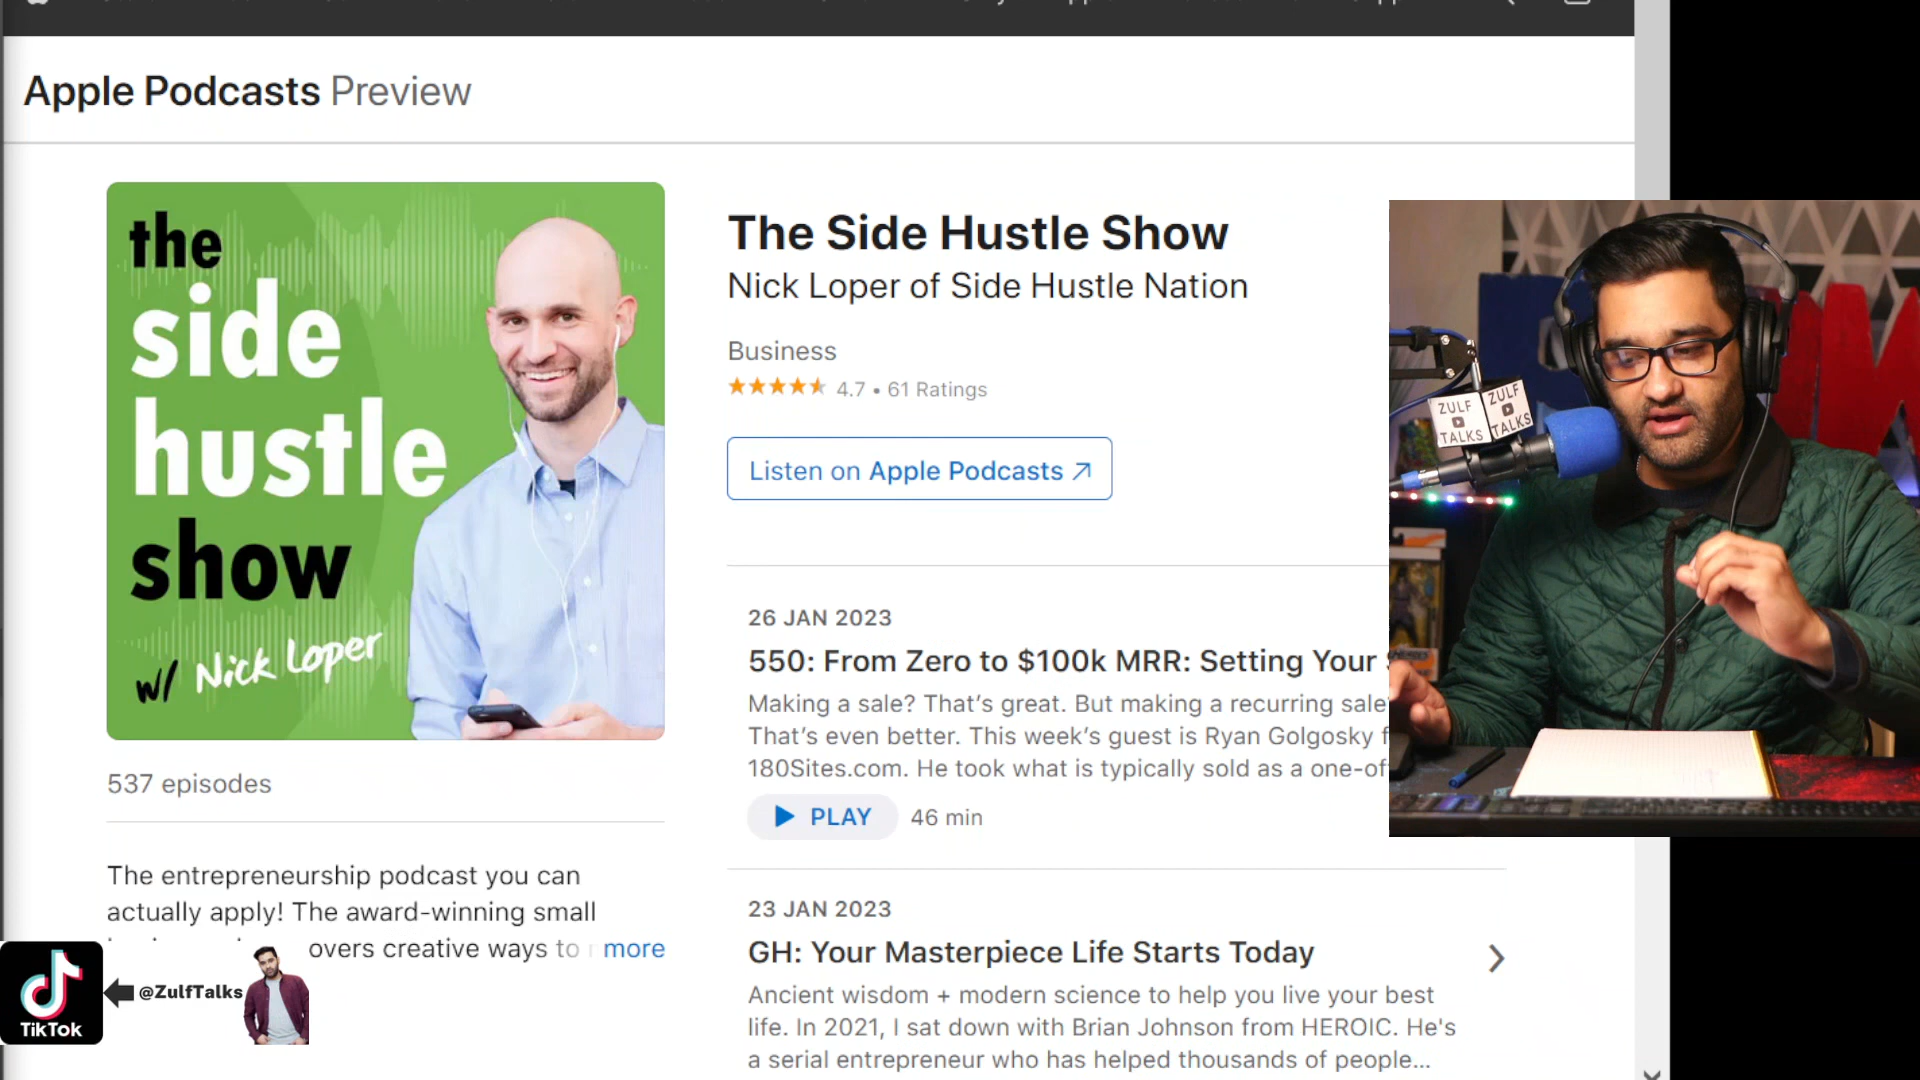 Apple Podcasts Preview
the
side
hustle
show
w/ Nick Loper
537 episodes
The entrepreneurship podcast you can
actually apply! The award-winning small
overs creative ways to more
The Side Hustle Show
Nick Loper of Side Hustle Nation
Business
4.7 • 61 Ratings
Listen on Apple Podcasts
26 JAN 2023
550: From Zero to $100k MRR: Setting Your
Making a sale? That’s great. But making a recurring sale
That’s even better. This week’s guest is Ryan Golgosky f
180Sites.com. He took what is typically sold as a one-of
PLAY 46 min
23 JAN 2023
GH: Your Masterpiece Life Starts Today
Ancient wisdom + modern science to help you live your best
life. In 2021, I sat down with Brian Johnson from HEROIC. He's
a serial entrepreneur who has helped thousands of people...
ZULF
TALKS
ZULF
TALKS
@ZulfTalks
TikTok